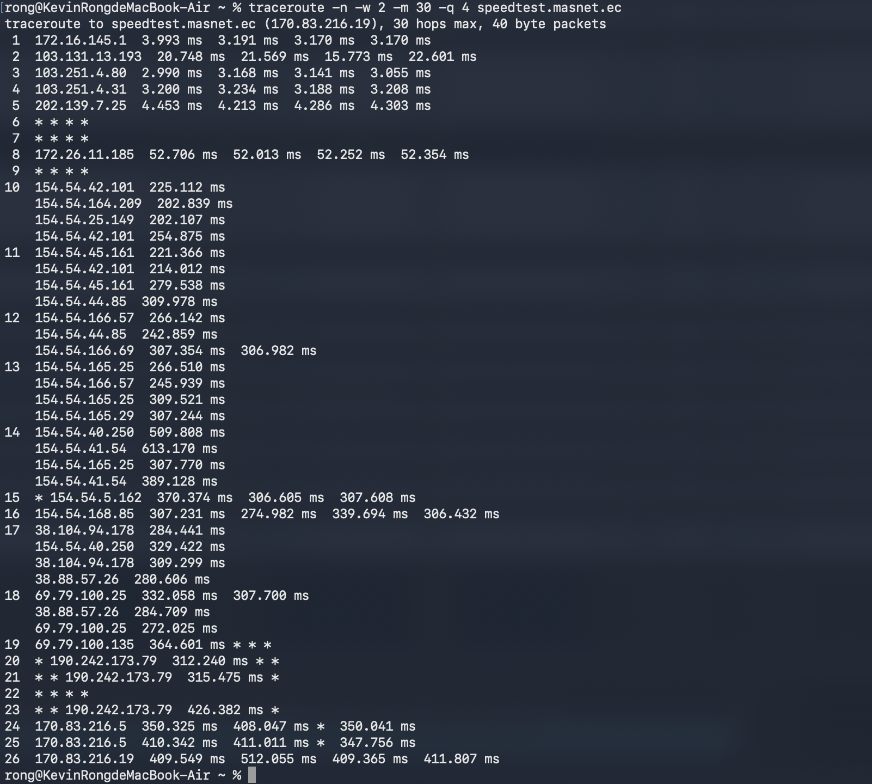 [rong@KevinRongdeMacBook-Air ~ % traceroute -n -w 2 -m 30 -q 4 speedtest.masnet.ec
traceroute to speedtest.masnet.ec (170.83.216.19), 30 hops max, 40 byte packets
 1  172.16.145.1  3.993 ms  3.191 ms  3.170 ms  3.170 ms
 2  103.131.13.193  20.748 ms  21.569 ms  15.773 ms  22.601 ms
 3  103.251.4.80  2.990 ms  3.168 ms  3.141 ms  3.055 ms
 4  103.251.4.31  3.200 ms  3.234 ms  3.188 ms  3.208 ms
 5  202.139.7.25  4.453 ms  4.213 ms  4.286 ms  4.303 ms
 6  * * * *
 7  * * * *
 8  172.26.11.185  52.706 ms  52.013 ms  52.252 ms  52.354 ms
 9  * * * *
10  154.54.42.101  225.112 ms
    154.54.164.209  202.839 ms
    154.54.25.149  202.107 ms
    154.54.42.101  254.875 ms
11  154.54.45.161  221.366 ms
    154.54.42.101  214.012 ms
    154.54.45.161  279.538 ms
    154.54.44.85  309.978 ms
12  154.54.166.57  266.142 ms
    154.54.44.85  242.859 ms
    154.54.166.69  307.354 ms  306.982 ms
13  154.54.165.25  266.510 ms
    154.54.166.57  245.939 ms
    154.54.165.25  309.521 ms
    154.54.165.29  307.244 ms
14  154.54.40.250  509.808 ms
    154.54.41.54  613.170 ms
    154.54.165.25  307.770 ms
    154.54.41.54  389.128 ms
15  * 154.54.5.162  370.374 ms  306.605 ms  307.608 ms
16  154.54.168.85  307.231 ms  274.982 ms  339.694 ms  306.432 ms
17  38.104.94.178  284.441 ms
    154.54.40.250  329.422 ms
    38.104.94.178  309.299 ms
    38.88.57.26  280.606 ms
18  69.79.100.25  332.058 ms  307.700 ms
    38.88.57.26  284.709 ms
    69.79.100.25  272.025 ms
19  69.79.100.135  364.601 ms * * *
20  * 190.242.173.79  312.240 ms * *
21  * * 190.242.173.79  315.475 ms *
22  * * * *
23  * * 190.242.173.79  426.382 ms *
24  170.83.216.5  350.325 ms  408.047 ms *  350.041 ms
25  170.83.216.5  410.342 ms  411.011 ms *  347.756 ms
26  170.83.216.19  409.549 ms  512.055 ms  409.365 ms  411.807 ms
rong@KevinRongdeMacBook-Air ~ %